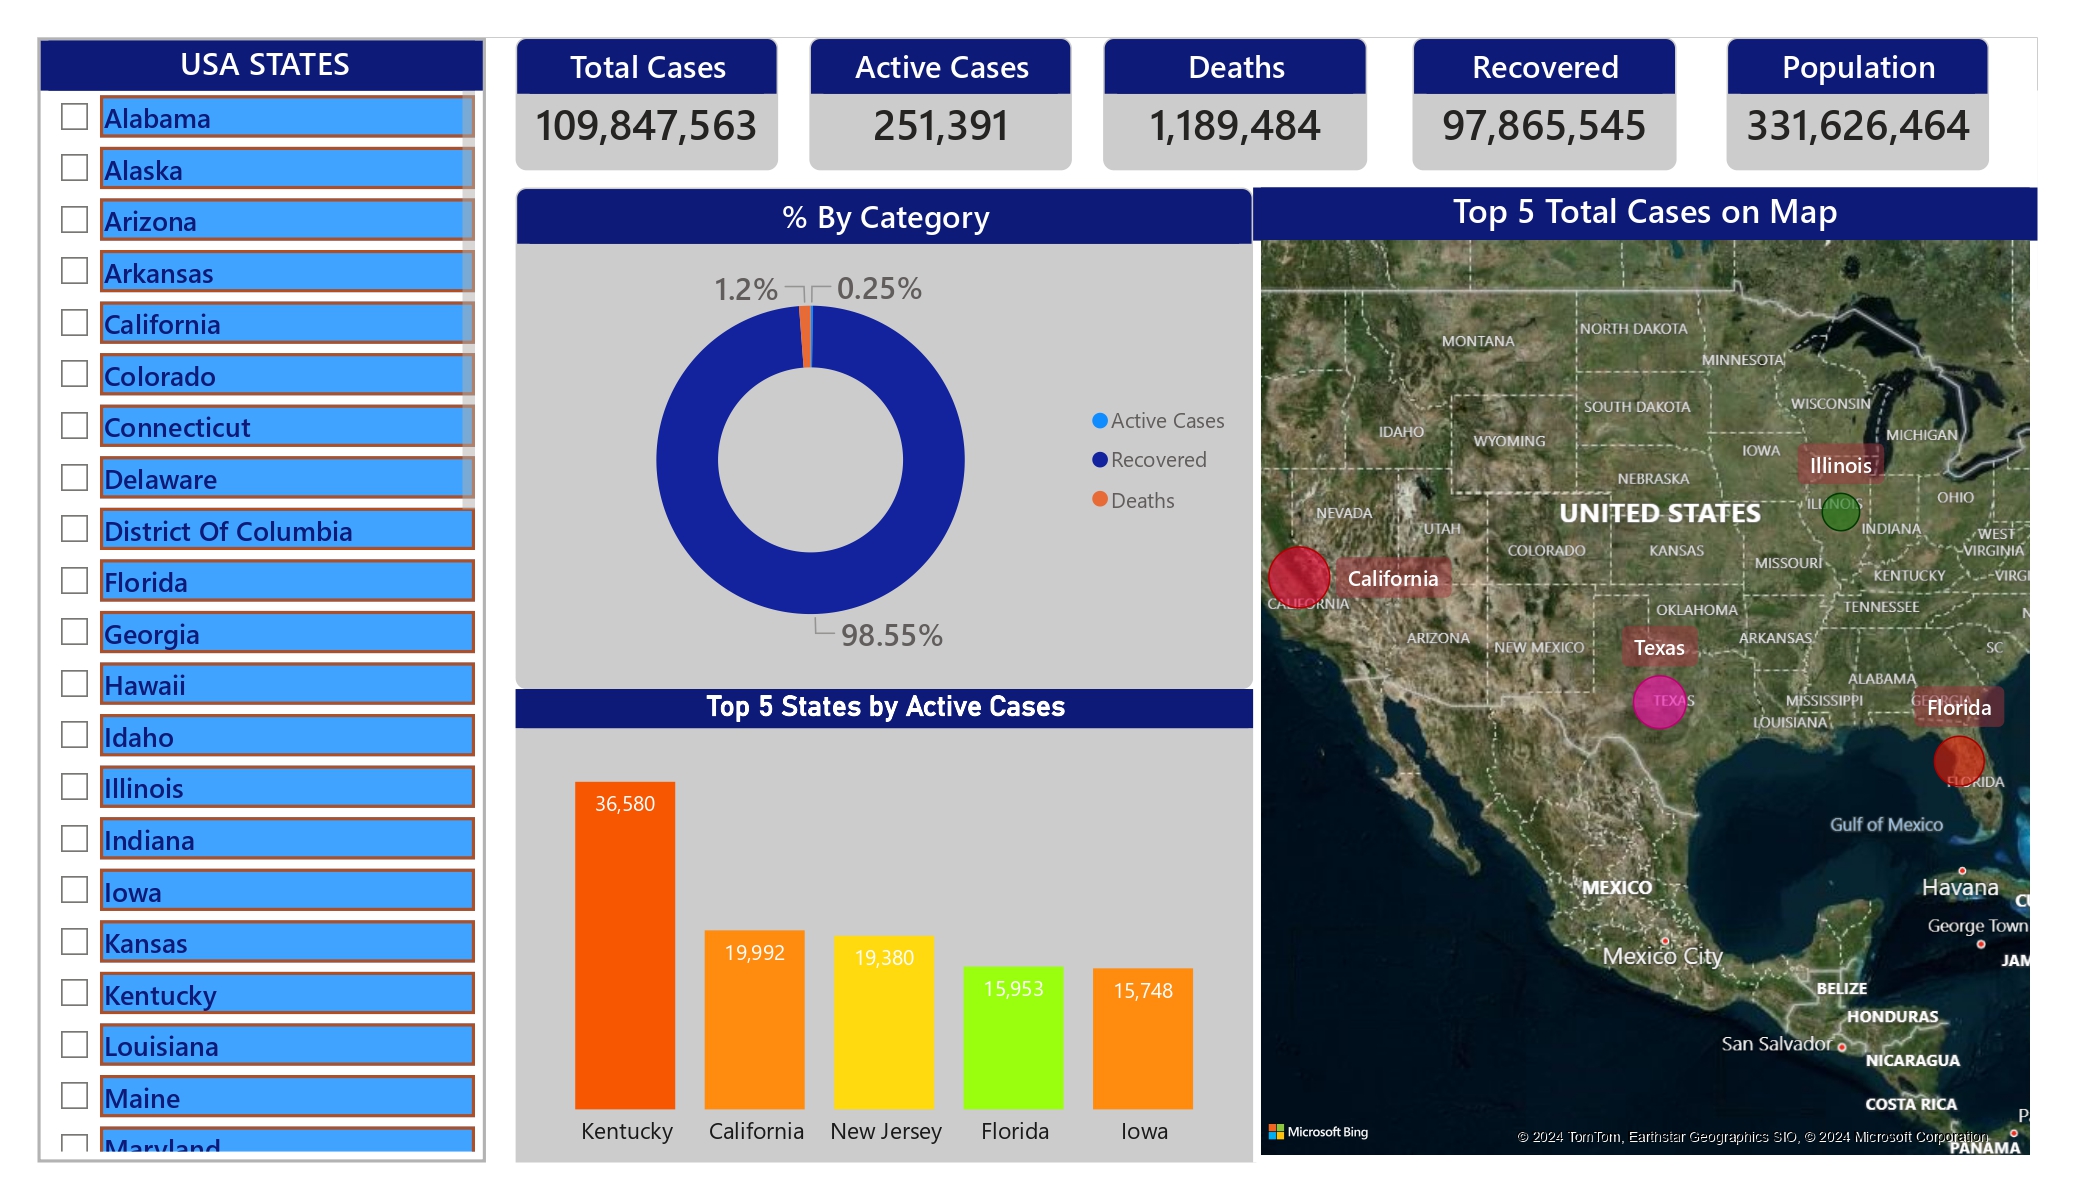 USA STATES
Alabama
Alaska
Arizona
Arkansas
California
Colorado
Connecticut
Delaware
District Of Columbia
Florida
Georgia
Hawaii
Idaho
Illinois
Indiana
Iowa
Kansas
Kentucky
Louisiana
Maine
Maryland
Total Cases
109,847,563
Active Cases
251,391
Deaths
1,189,484
Recovered
97,865,545
Population
331,626,464
% By Category
1.2%
0.25%
98.55%
Active Cases
Recovered
Deaths
Top 5 States by Active Cases
36,580
19,992
19,380
15,953
15,748
Kentucky
California
New Jersey
Florida
Iowa
Top 5 Total Cases on Map
MONTANA
NORTH DAKOTA
MINNESOTA
SOUTH DAKOTA
WISCONSIN
IDAHO
WYOMING
IOWA
MICHIGAN
Illinois
NEBRASKA
ILLINOIS
OHIO
NEVADA
UNITED STATES
UTAH
INDIANA
WEST
VIRGINIA
COLORADO
KANSAS
MISSOURI
California
KENTUCKY
VIRGI
CALIFORNIA
OKLAHOMA
TENNESSEE
N
ARIZONA
NEW MEXICO
Texas
ARKANSAS
SC
ALABAMA
TEXAS
MISSISSIPPI
GEORGIA
Florida
LOUISIANA
FLORIDA
Gulf of Mexico
MEXICO
Havana
CU
George Town
Mexico City
JAM
BELIZE
HONDURAS
San Salvador
NICARAGUA
COSTA RICA
P
Microsoft Bing
© 2024 TomTom, Earthstar Geographics SIO, © 2024 Microsoft Corporation
PANAMA